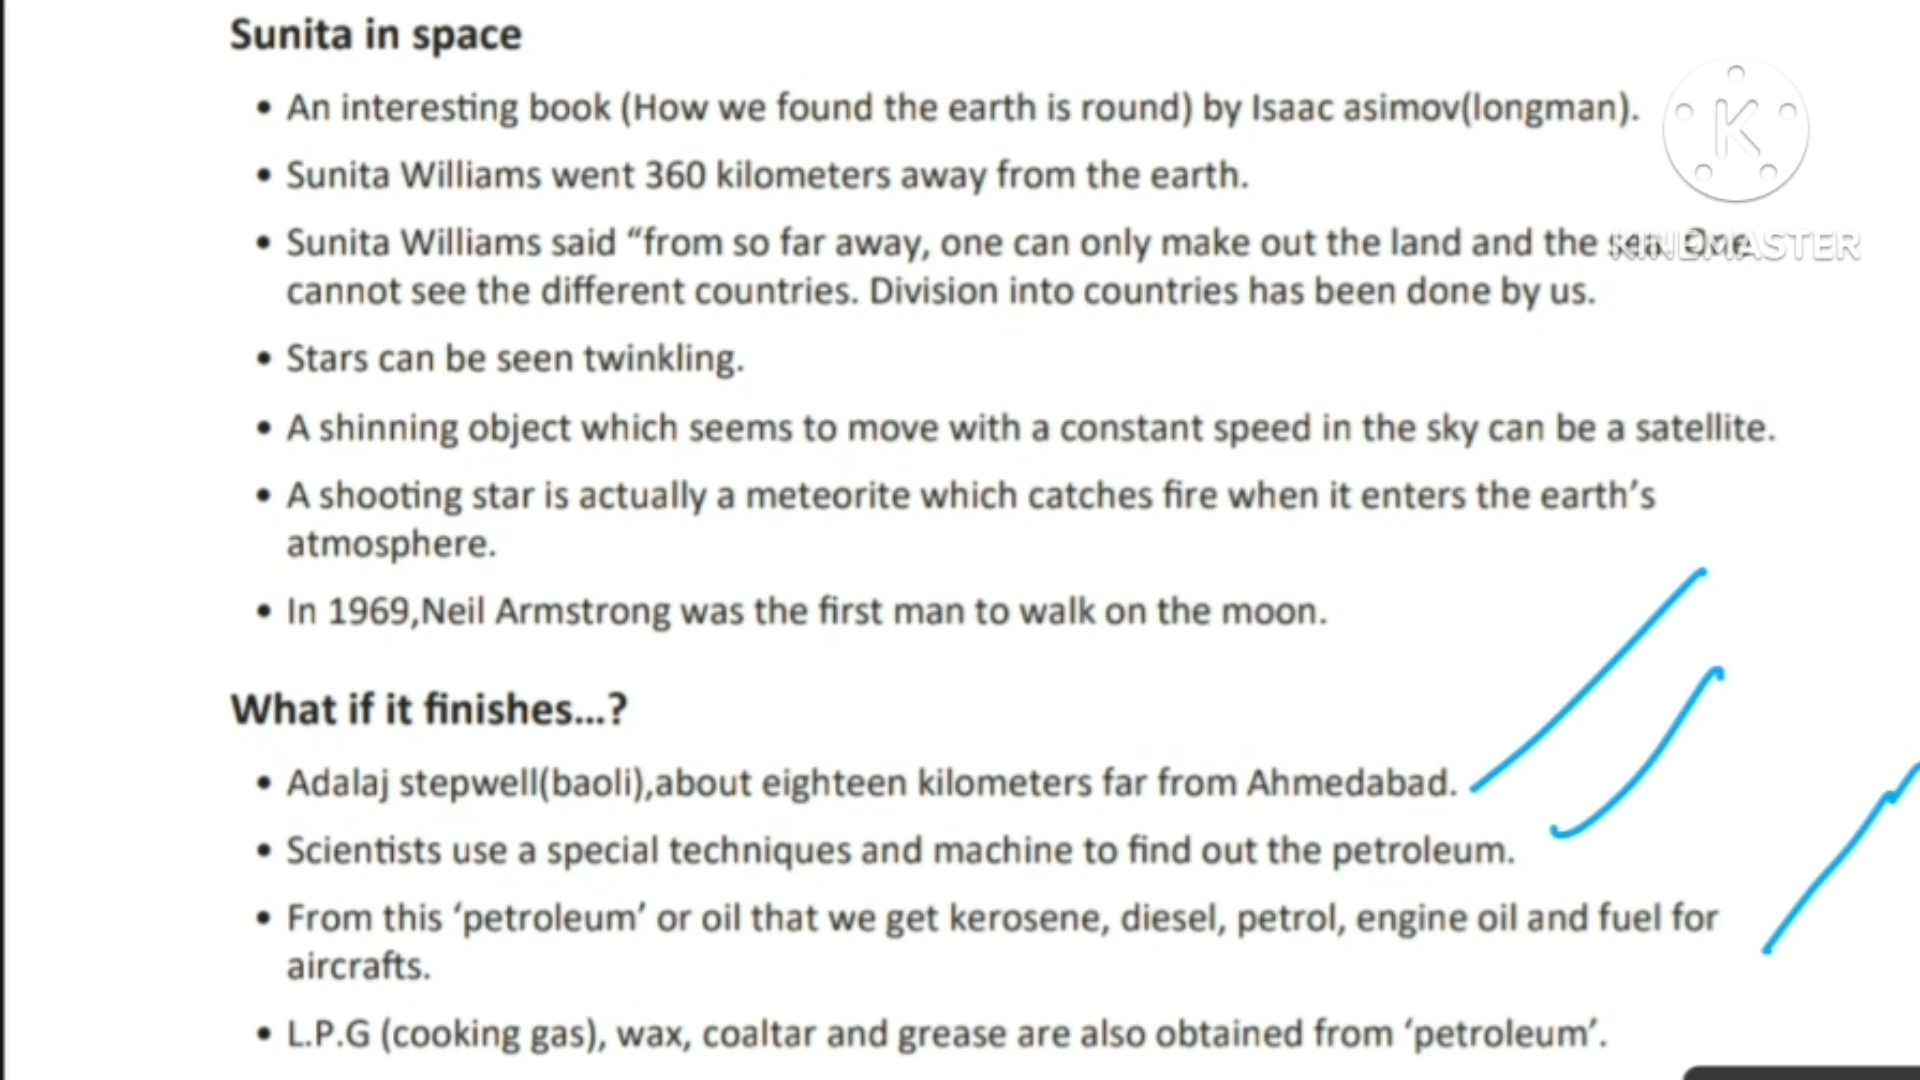 Sunita in space
• An interesting book (How we found the earth is round) by Isaac asimov(longman).
• Sunita Williams went 360 kilometers away from the earth.
• Sunita Williams said “from so far away, one can only make out the land and the sea. One
KINEMASTER
cannot see the different countries. Division into countries has been done by us.
• Stars can be seen twinkling.
• A shinning object which seems to move with a constant speed in the sky can be a satellite.
• A shooting star is actually a meteorite which catches fire when it enters the earth’s
atmosphere.
• In 1969,Neil Armstrong was the first man to walk on the moon.
What if it finishes...?
• Adalaj stepwell(baoli),about eighteen kilometers far from Ahmedabad.
• Scientists use a special techniques and machine to find out the petroleum.
• From this ‘petroleum’ or oil that we get kerosene, diesel, petrol, engine oil and fuel for
aircrafts.
• L.P.G (cooking gas), wax, coaltar and grease are also obtained from ‘petroleum’.